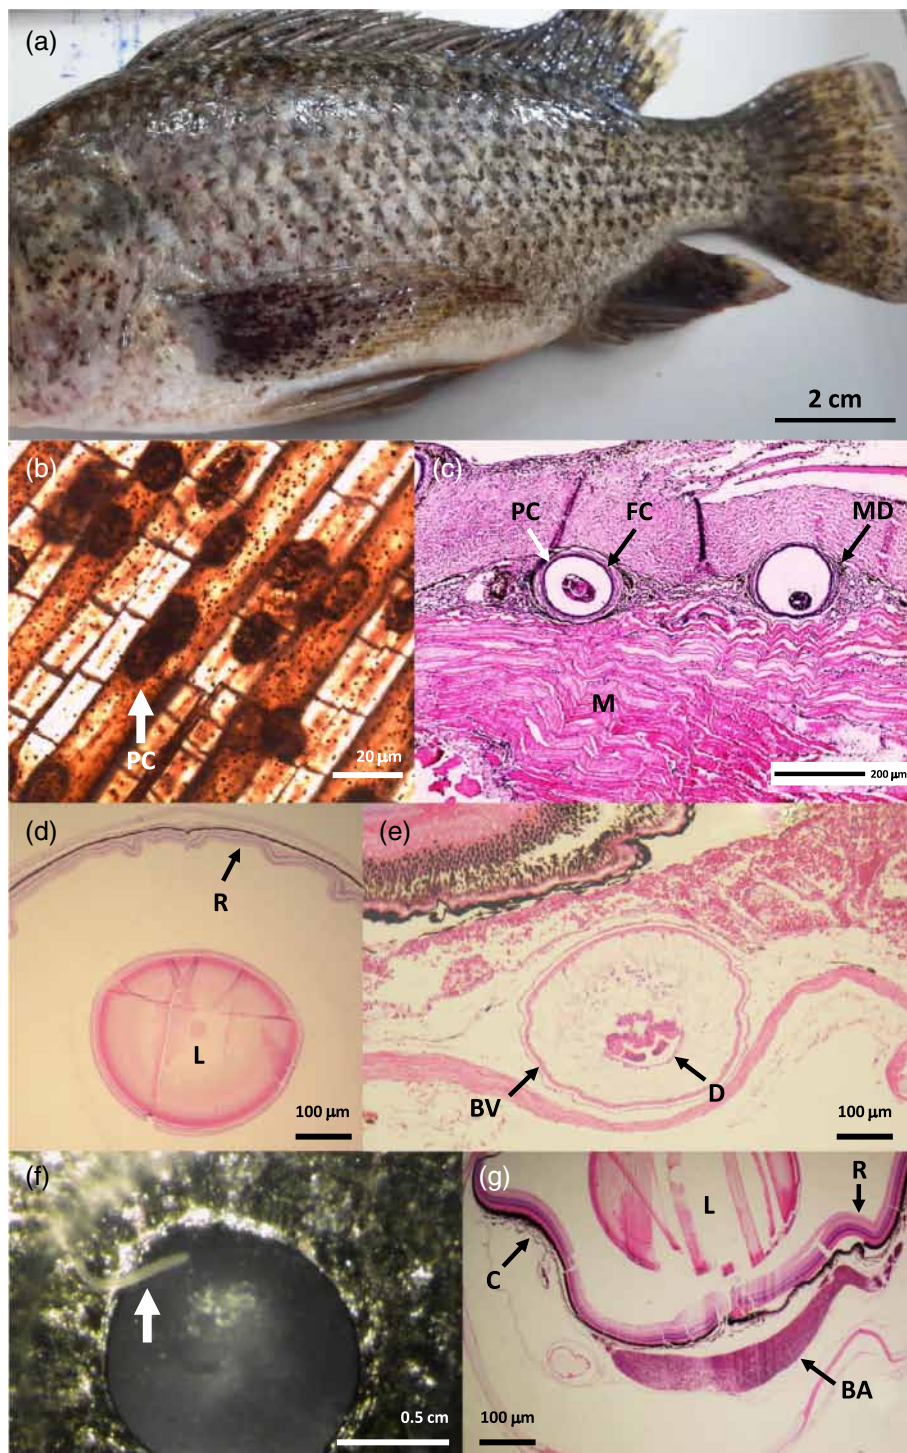 (a)
2 cm
(b)
PC
20 μm
(c)
PC
FC
MD
M
200 μm
(d)
R
L
100 μm
(e)
BV
D
100 μm
(f)
0.5 cm
(g)
R
L
C
BA
100 μm